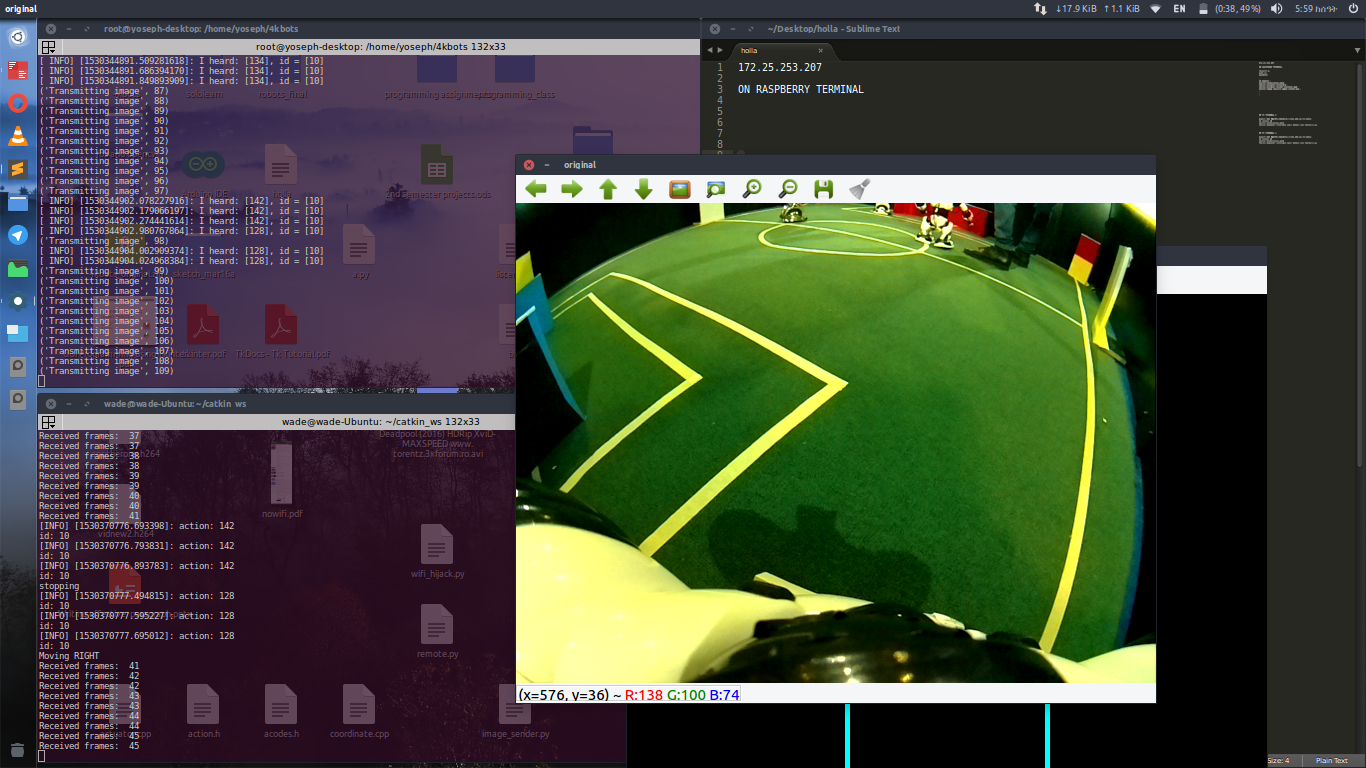 original
↓17.9 KiB ↑1.1 KiB
EN
(0:38, 49%)
root@yoseph-desktop: /home/yoseph/4kbots
root@yoseph-desktop: /home/yoseph/4kbots 132x33
[ INFO] [1530344891.509281618]: I heard: [134], id = [10]
[ INFO] [1530344891.686394170]: I heard: [134], id = [10]
[ INFO] [1530344891.849893909]: I heard: [134], id = [10]
('Transmitting image', 87)
('Transmitting image', 88)
('Transmitting image', 89)
('Transmitting image', 90)
('Transmitting image', 91)
('Transmitting image', 92)
('Transmitting image', 93)
('Transmitting image', 94)
('Transmitting image', 95)
('Transmitting image', 96)
('Transmitting image', 97)
[ INFO] [1530344902.078227916]: I heard: [142], id = [10]
[ INFO] [1530344902.179066197]: I heard: [142], id = [10]
[ INFO] [1530344902.274441614]: I heard: [142], id = [10]
[ INFO] [1530344902.980767864]: I heard: [128], id = [10]
('Transmitting image', 98)
[ INFO] [1530344904.002909374]: I heard: [128], id = [10]
[ INFO] [1530344904.024968384]: I heard: [128], id = [10]
('Transmitting image', 99)
('Transmitting image', 100)
('Transmitting image', 101)
('Transmitting image', 102)
('Transmitting image', 103)
('Transmitting image', 104)
('Transmitting image', 105)
('Transmitting image', 106)
('Transmitting image', 107)
('Transmitting image', 108)
('Transmitting image', 109)
sololearn
robots_final
programming_class
2nd Semester projects.ods
a.py
TkDocs - Tk Tutorial.pdf
~/Desktop/holla - Sublime Text
holla
1 172.25.253.207
2
3 ON RASPBERRY TERMINAL
4
5
6
7
8
original
(x=576, y=36) ~ R:138 G:100 B:74
wade@wade-Ubuntu: ~/catkin_ws
wade@wade-Ubuntu: ~/catkin_ws 132x33
Received frames: 37
Received frames: 37
Received frames: 38
Received frames: 38
Received frames: 39
Received frames: 39
Received frames: 40
Received frames: 40
Received frames: 41
[INFO] [1530370776.693398]: action: 142
id: 10
[INFO] [1530370776.793831]: action: 142
id: 10
[INFO] [1530370776.893783]: action: 142
id: 10
stopping
[INFO] [1530370777.494815]: action: 128
id: 10
[INFO] [1530370777.595227]: action: 128
id: 10
[INFO] [1530370777.695012]: action: 128
id: 10
Moving RIGHT
Received frames: 41
Received frames: 42
Received frames: 42
Received frames: 43
Received frames: 43
Received frames: 44
Received frames: 44
Received frames: 45
Received frames: 45
Deadpool (2016) HDRip XviD-
MAXSPEED www.
torentz.3xforum.ro.avi
nowifi.pdf
vidnew2.h264
wifi_hijack.py
remote.py
action.h
acodes.h
coordinate.cpp
image_sender.py
Size: 4
Plain Text